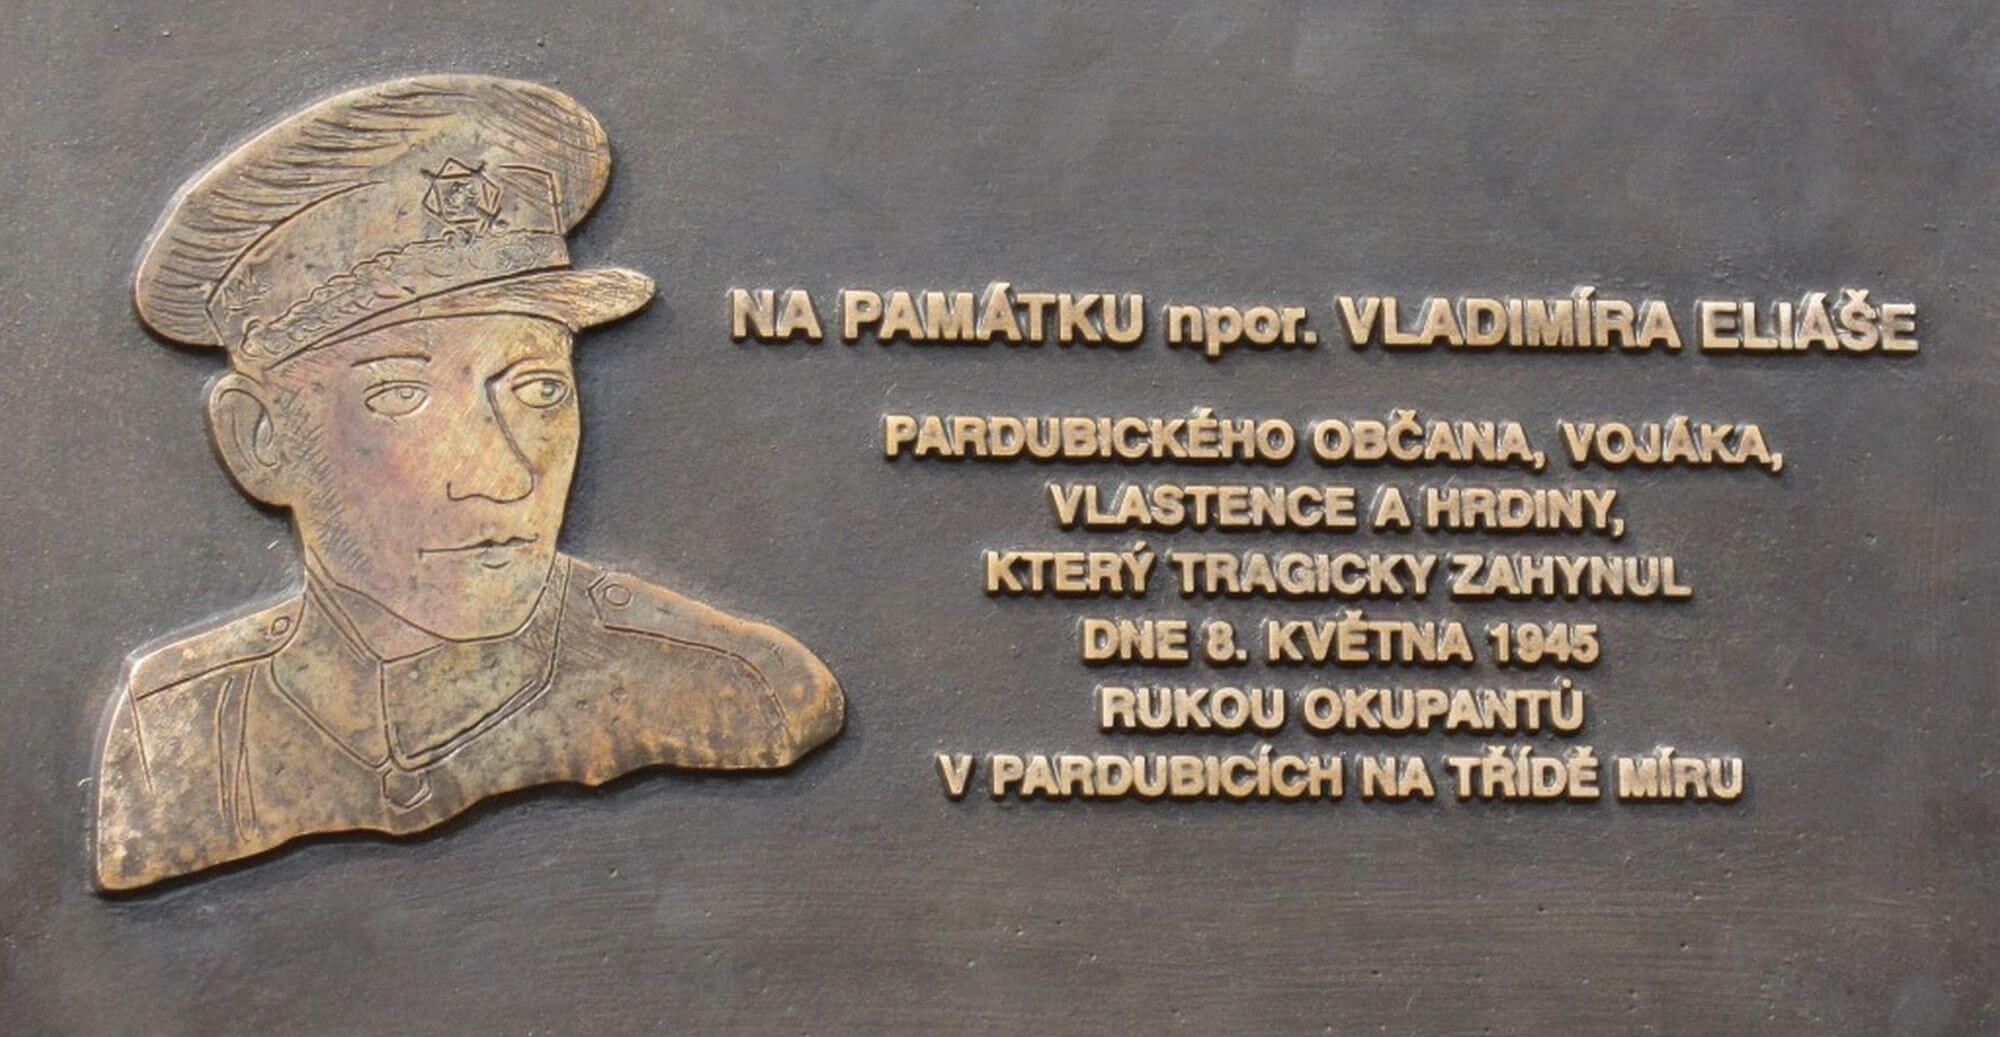 NA PAMÁTKU npor. VLADIMÍRA ELIÁŠE
PARDUBICKÉHO OBČANA, VOJÁKA,
VLASTENCE A HRDINY,
KTERÝ TRAGICKY ZAHYNUL
DNE 8. KVĚTNA 1945
RUKOU OKUPANTŮ
V PARDUBICÍCH NA TŘÍDĚ MÍRU